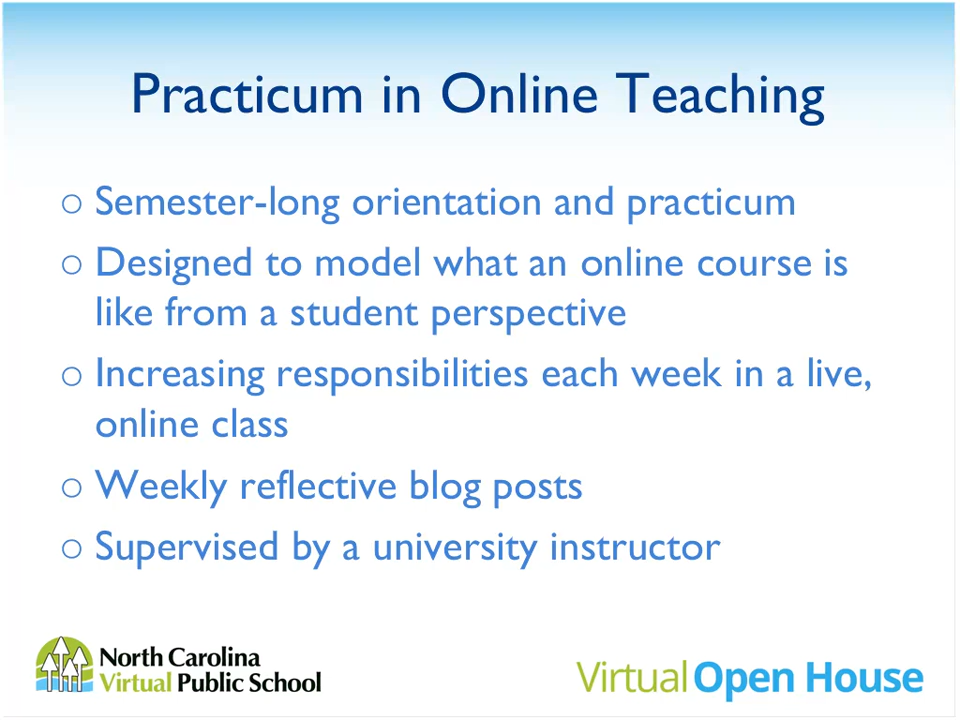 Practicum in Online Teaching
○ Semester-long orientation and practicum
○ Designed to model what an online course is
like from a student perspective
○ Increasing responsibilities each week in a live,
online class
○ Weekly reflective blog posts
○ Supervised by a university instructor
North Carolina
Virtual Public School
Virtual Open House